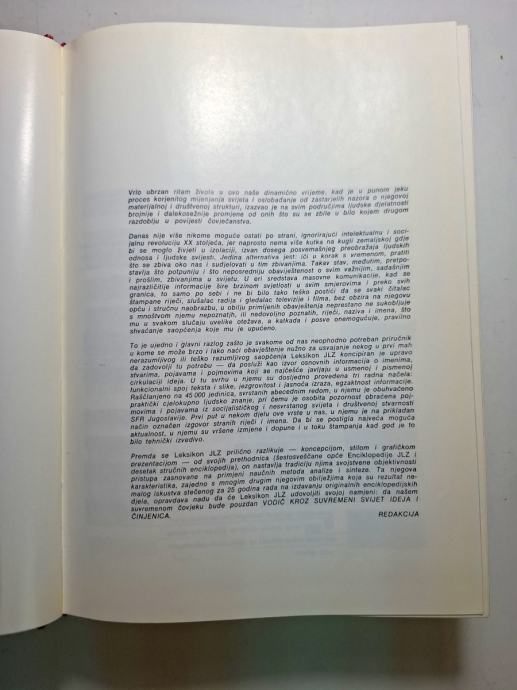 Vrlo ubrzan ritam života u ovo naše dinamično vrijeme, kad je u punom jeku
proces korjenitog mijenjanja svijeta i oslobađanje od zastarjelih nazora o njegovoj
materijalnoj i društvenoj strukturi, izazvao je na svim područjima ljudske djelatnosti
brojnije i dalekosežnije promjene od onih što su se zbile u bilo kojem drugom
razdoblju u povijesti čovječanstva.
Danas nije više nikome moguće ostati po strani, ignorirajući intelektualnu i soci-
jalnu revoluciju XX stoljeća, jer naprosto nema više kutka na kugli zemaljskoj gdje
bi se moglo živjeti u izolaciji, izvan dosega posvemašnjeg preobražaja ljudskih
odnosa i ljudske svijesti. Jedina alternativa jest: ići u korak s vremenom, pratiti
što se zbiva oko nas i sudjelovati u tim zbivanjima. Takav stav, međutim, pretpo-
stavlja što potpuniju i što neposredniju obaviještenost o svim važnijim, sadašnjim
i prošlim, zbivanjima u svijetu. U eri sredstava masovne komunikacije, kad se
najrazličitije informacije šire brzinom svjetlosti u svim smjerovima i preko svih
granica, to samo po sebi i ne bi bilo tako teško postići da se svaki čitalac
štampane riječi, slušalac radija i gledalac televizije i filma, bez obzira na njegovu
opću i stručnu naobrazbu, u obilju primljenih obavještenja neprestano ne sukobljuje
s mnoštvom njemu nepoznatih, ili nedovoljno poznatih, riječi, naziva i imena, što
mu u svakom slučaju uvelike otežava, a katkada i posve onemogućuje, pravilno
shvaćanje saopćenja koje mu je upućeno.
To je ujedno i glavni razlog zašto je svakome od nas neophodno potreban priručnik
u kome se može brzo i lako naći obavještenje nužno za usvajanje nekog u prvi mah
nerazumljivog ili teško razumljivog saopćenja Leksikon JLZ koncipiran je upravo
da zadovolji tu potrebu — da posluži kao izvor osnovnih informacija o imenima,
stvarima, pojavama i pojmovima koji se najčešće javljaju u usmenoj i pismenoj
cirkulaciji ideja. U tu svrhu u njemu su dosljedno provedena tri radna načela:
funkcionalni spoj teksta i slike, jezgrovitost i jasnoća izraza, egzaktnost informacije.
Raščlanjeno na 45 000 jedinica, svrstanih abecednim redom, u njemu je obuhvaćeno
praktički cjelokupno ljudsko znanje, pri čemu je osobita pozornost obraćena poj-
movima i pojavama iz socijalističkog i nesvrstanog svijeta i društvenoj stvarnosti
SFR Jugoslavije. Prvi put u nekom djelu ove vrste u nas, u njemu je na prikladan
način označen izgovor stranih riječi i imena. Da bi se postigla najveća moguća
aktualnost, u njemu su vršene izmjene i dopune i u toku štampanja kad god je to
bilo tehnički izvedivo.
Premda se Leksikon JLZ prilično razlikuje — koncepcijom, stilom i grafičkom
prezentacijom — od svojih prethodnica (šestosveščane opće Enciklopedije JLZ i
desetak stručnih enciklopedija), on nastavlja tradiciju njima svojstvene objektivnosti
pristupa zasnovane na primjeni naučnih metoda analize i sinteze. Ta njegova
karakteristika, zajedno s mnogim drugim njegovim obilježjima koja su rezultat ne-
malog iskustva stečenog za 25 godina rada na izdavanju originalnih enciklopedijskih
djela, opravdava nadu da će Leksikon JLZ udovoljiti svojoj namjeni: da našem
suvremenom čovjeku bude pouzdan VODIČ KROZ SUVREMENI SVIJET IDEJA I
ČINJENICA.
REDAKCIJA